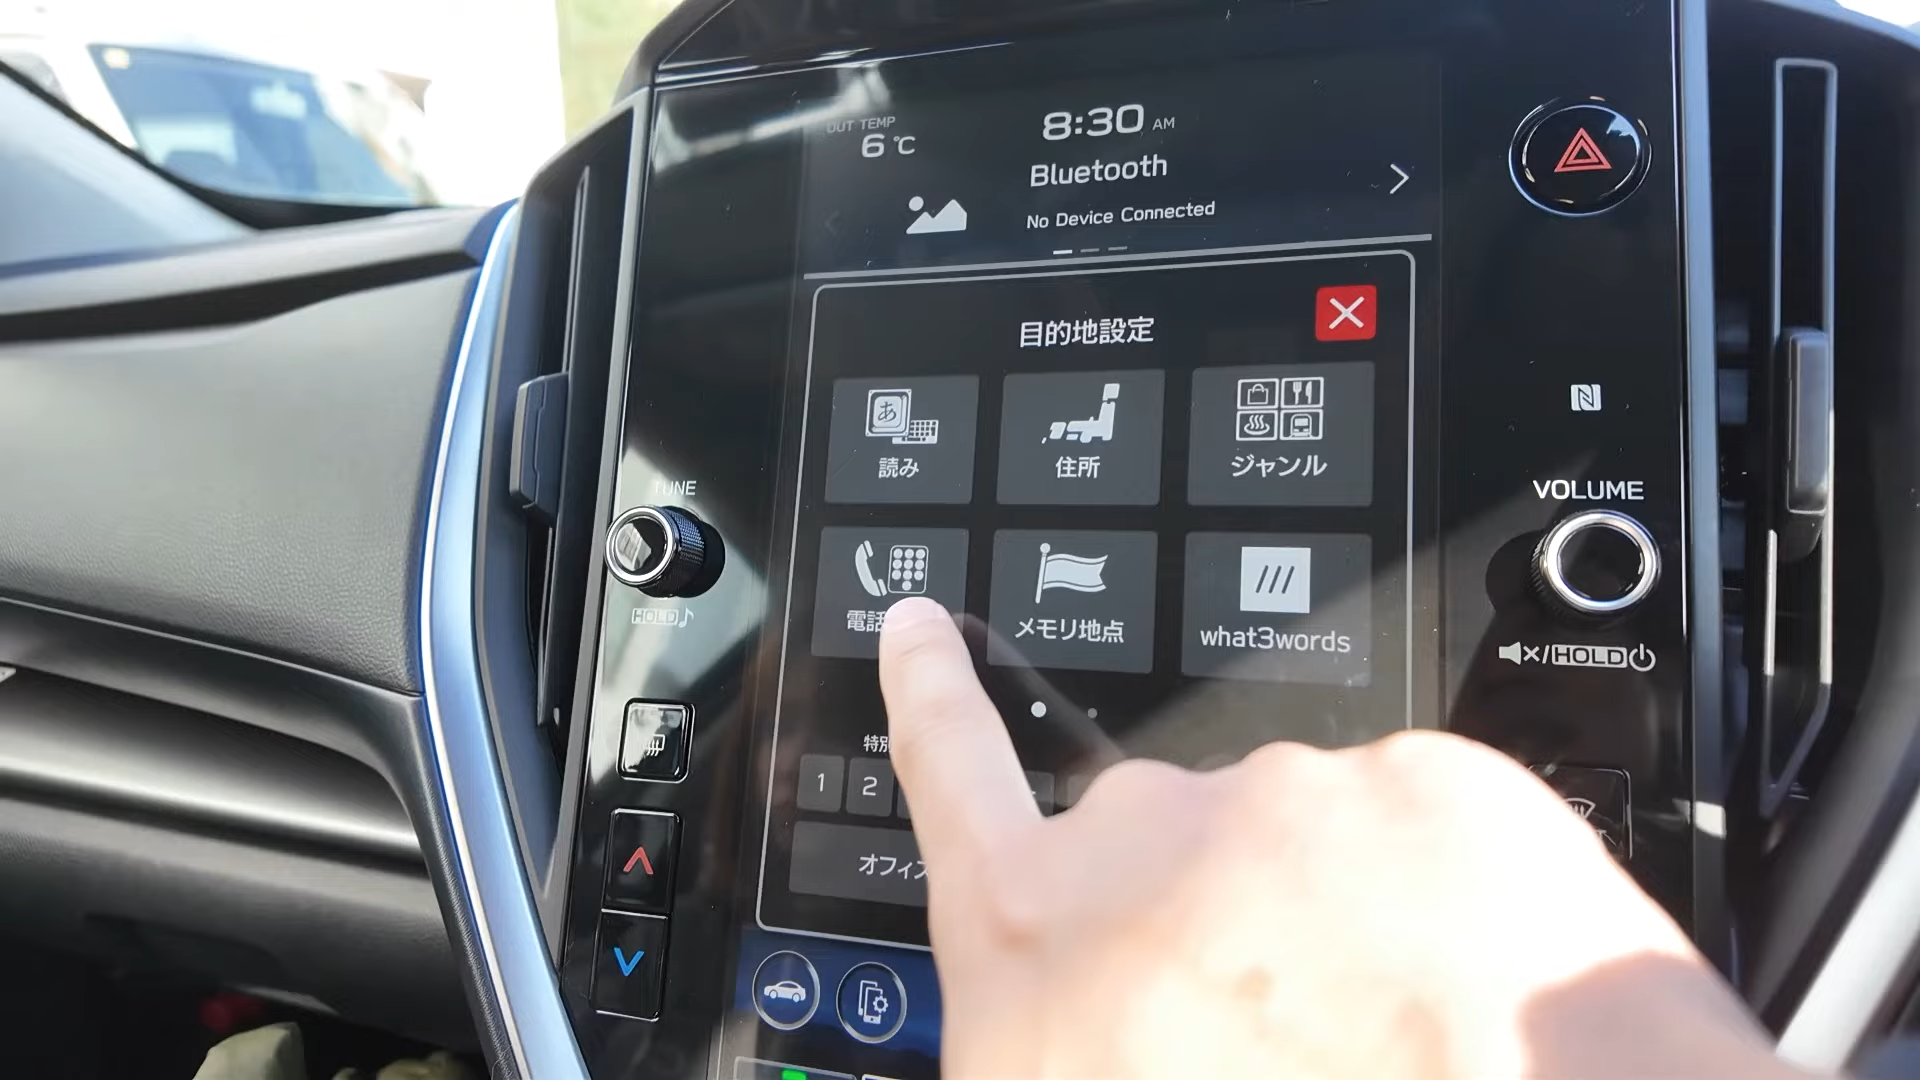 OUT TEMP
6 ℃
8:30 AM
Bluetooth
No Device Connected
目的地設定
あ
読み
住所
ジャンル
TUNE
VOLUME
電話
メモリ地点
what3words
HOLD♪
/HOLD
特別
1 2
オフィス